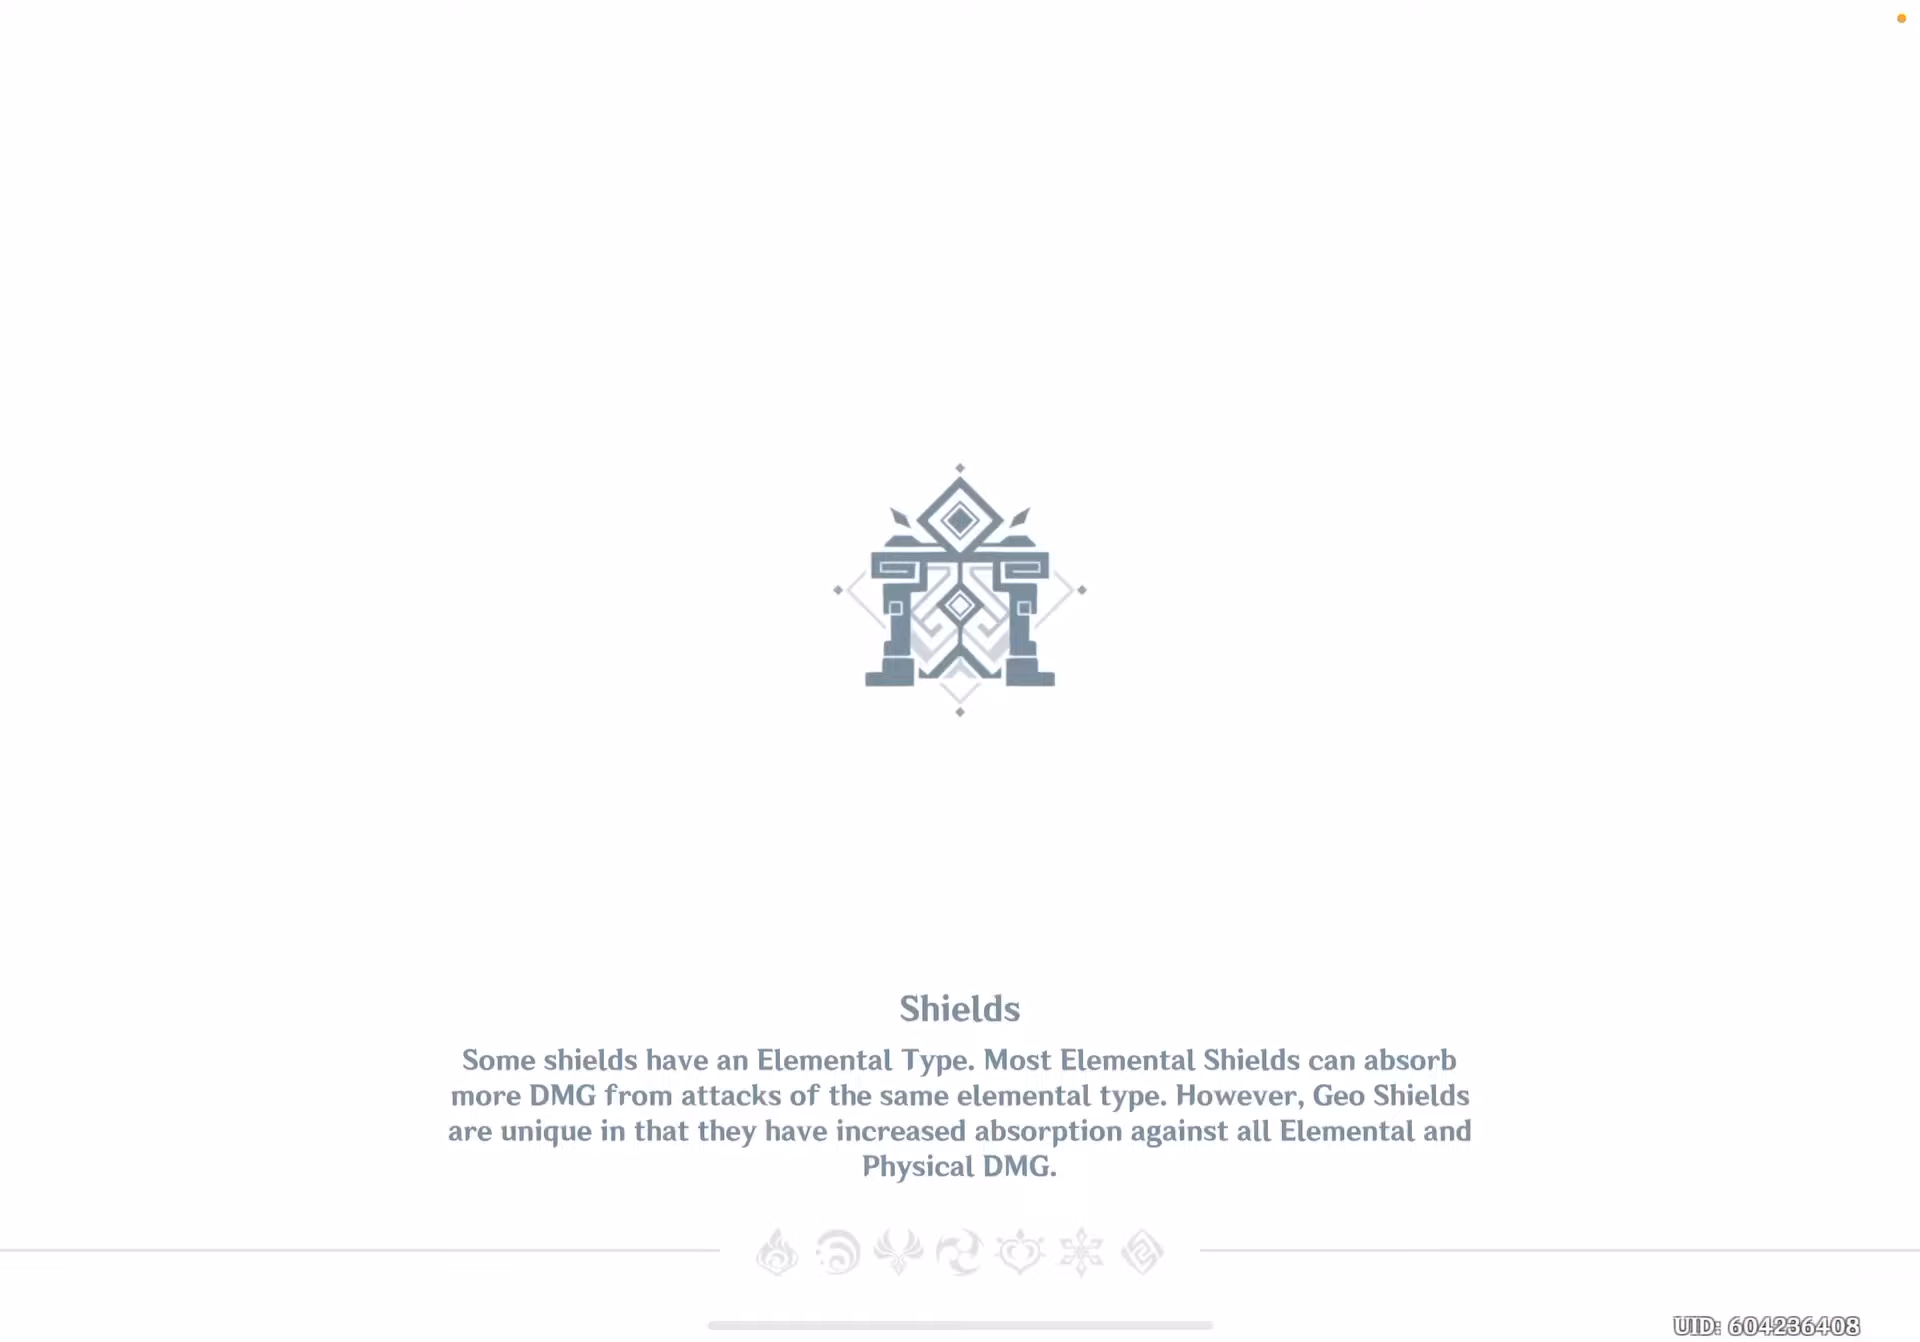 Shields
Some shields have an Elemental Type. Most Elemental Shields can absorb
more DMG from attacks of the same elemental type. However, Geo Shields
are unique in that they have increased absorption against all Elemental and
Physical DMG.
UID: 604236408